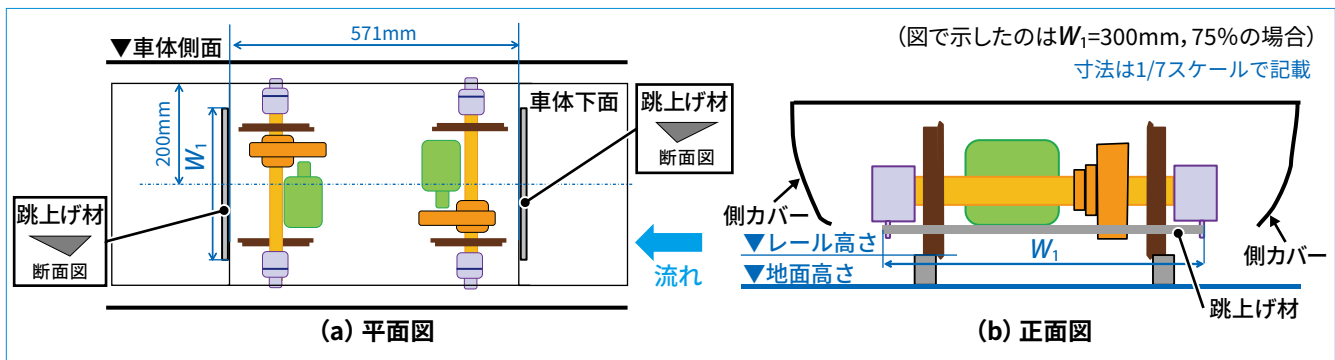 571mm
▼車体側面
200mm
W₁
車体下面
跳上げ材
断面図
跳上げ材
断面図
流れ
(a) 平面図
(図で示したのはW₁=300mm, 75%の場合)
寸法は1/7スケールで記載
側カバー
▼レール高さ
▼地面高さ
W₁
側カバー
跳上げ材
(b) 正面図